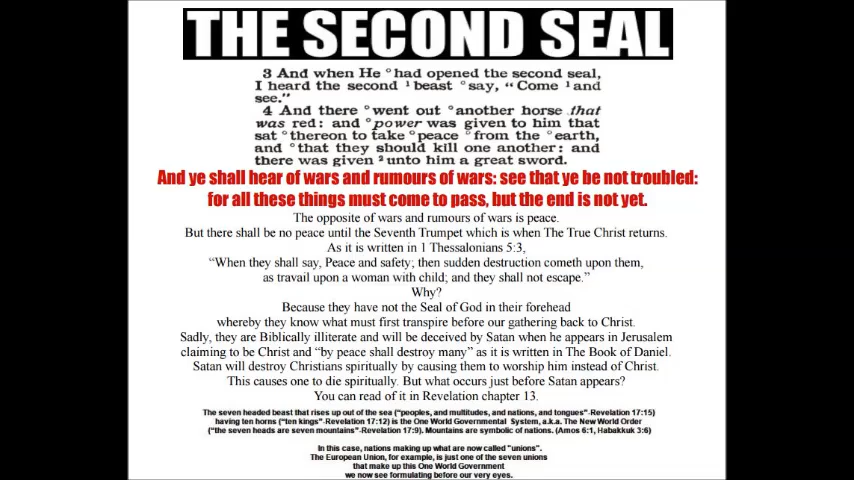 THE SECOND SEAL
3 And when He °had opened the second seal,
I heard the second ¹ beast °say, "Come ¹ and
see."
4 And there °went out °another horse that
was red: and °power was given to him that
sat °thereon to take °peace °from the °earth,
and °that they should kill one another: and
there was given ² unto him a great sword.
And ye shall hear of wars and rumours of wars: see that ye be not troubled:
for all these things must come to pass, but the end is not yet.
The opposite of wars and rumours of wars is peace.
But there shall be no peace until the Seventh Trumpet which is when The True Christ returns.
As it is written in 1 Thessalonians 5:3,
“When they shall say, Peace and safety; then sudden destruction cometh upon them,
as travail upon a woman with child; and they shall not escape.”
Why?
Because they have not the Seal of God in their forehead
whereby they know what must first transpire before our gathering back to Christ.
Sadly, they are Biblically illiterate and will be deceived by Satan when he appears in Jerusalem
claiming to be Christ and “by peace shall destroy many” as it is written in The Book of Daniel.
Satan will destroy Christians spiritually by causing them to worship him instead of Christ.
This causes one to die spiritually. But what occurs just before Satan appears?
You can read of it in Revelation chapter 13.
The seven headed beast that rises up out of the sea ("peoples, and multitudes, and nations, and tongues"-Revelation 17:15)
having ten horns ("ten kings"-Revelation 17:12) is the One World Governmental System, a.k.a. The New World Order
("the seven heads are seven mountains"-Revelation 17:9). Mountains are symbolic of nations. (Amos 6:1, Habakkuk 3:6)
In this case, nations making up what are now called "unions".
The European Union, for example, is just one of the seven unions
that make up this One World Government
we now see formulating before our very eyes.